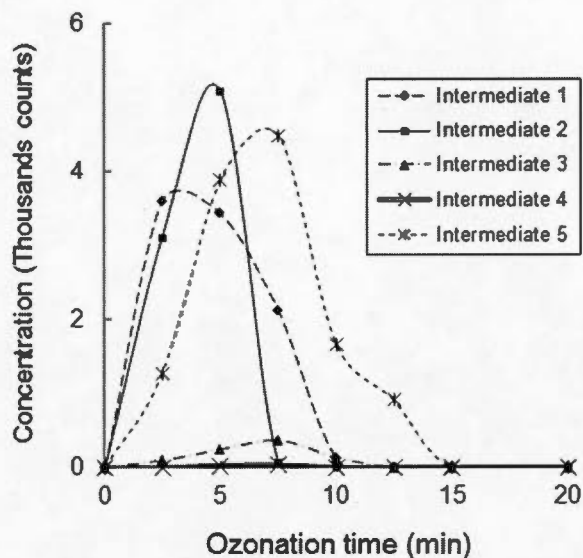 Concentration (Thousands counts)
6
4
2
0
0
5
10
15
20
Ozonation time (min)
Intermediate 1
Intermediate 2
Intermediate 3
Intermediate 4
Intermediate 5